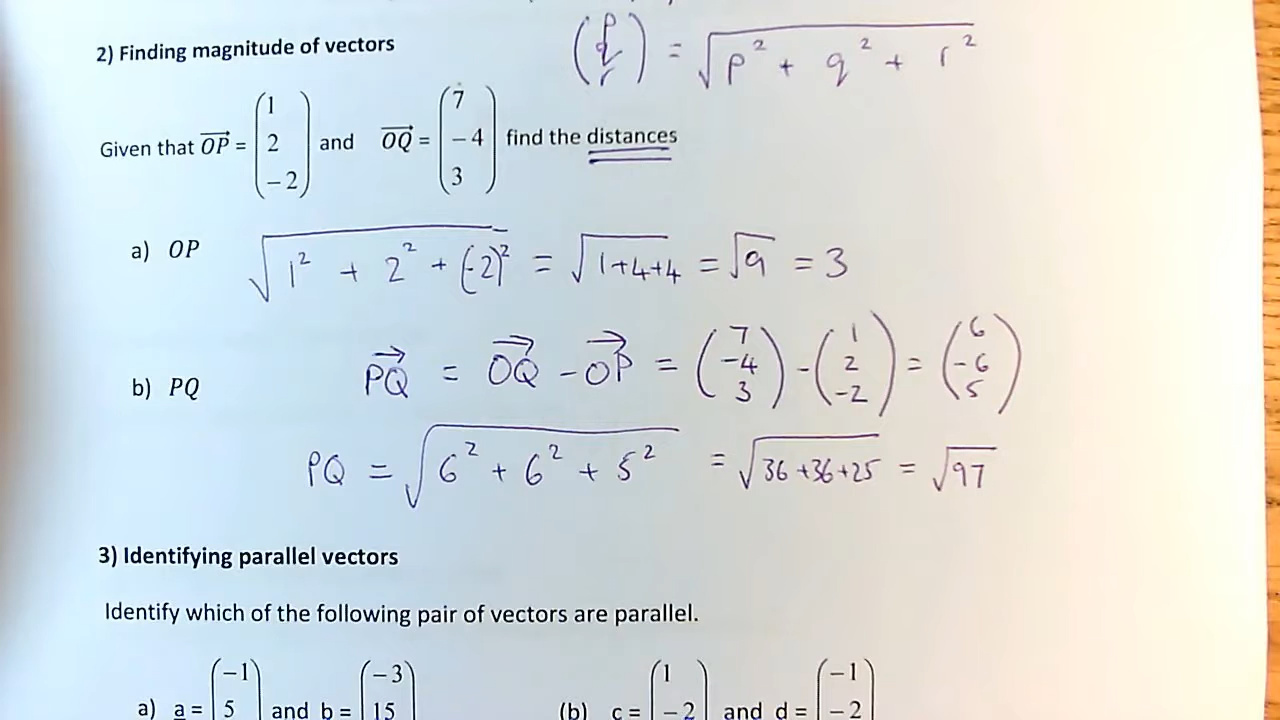 2) Finding magnitude of vectors
(p q r) = √p² + q² + r²
Given that OP = (1 2 -2) and OQ = (7 -4 3) find the distances
a) OP √1² + 2² + (-2)² = √1+4+4 = √9 = 3
b) PQ PQ = OQ - OP = (7 -4 3) - (1 2 -2) = (6 -6 5)
PQ = √6² + 6² + 5² = √36+36+25 = √97
3) Identifying parallel vectors
Identify which of the following pair of vectors are parallel.
a) a = (-1 5 and b = (-3 15 (b) c = (1 -2 and d = (-1 -2